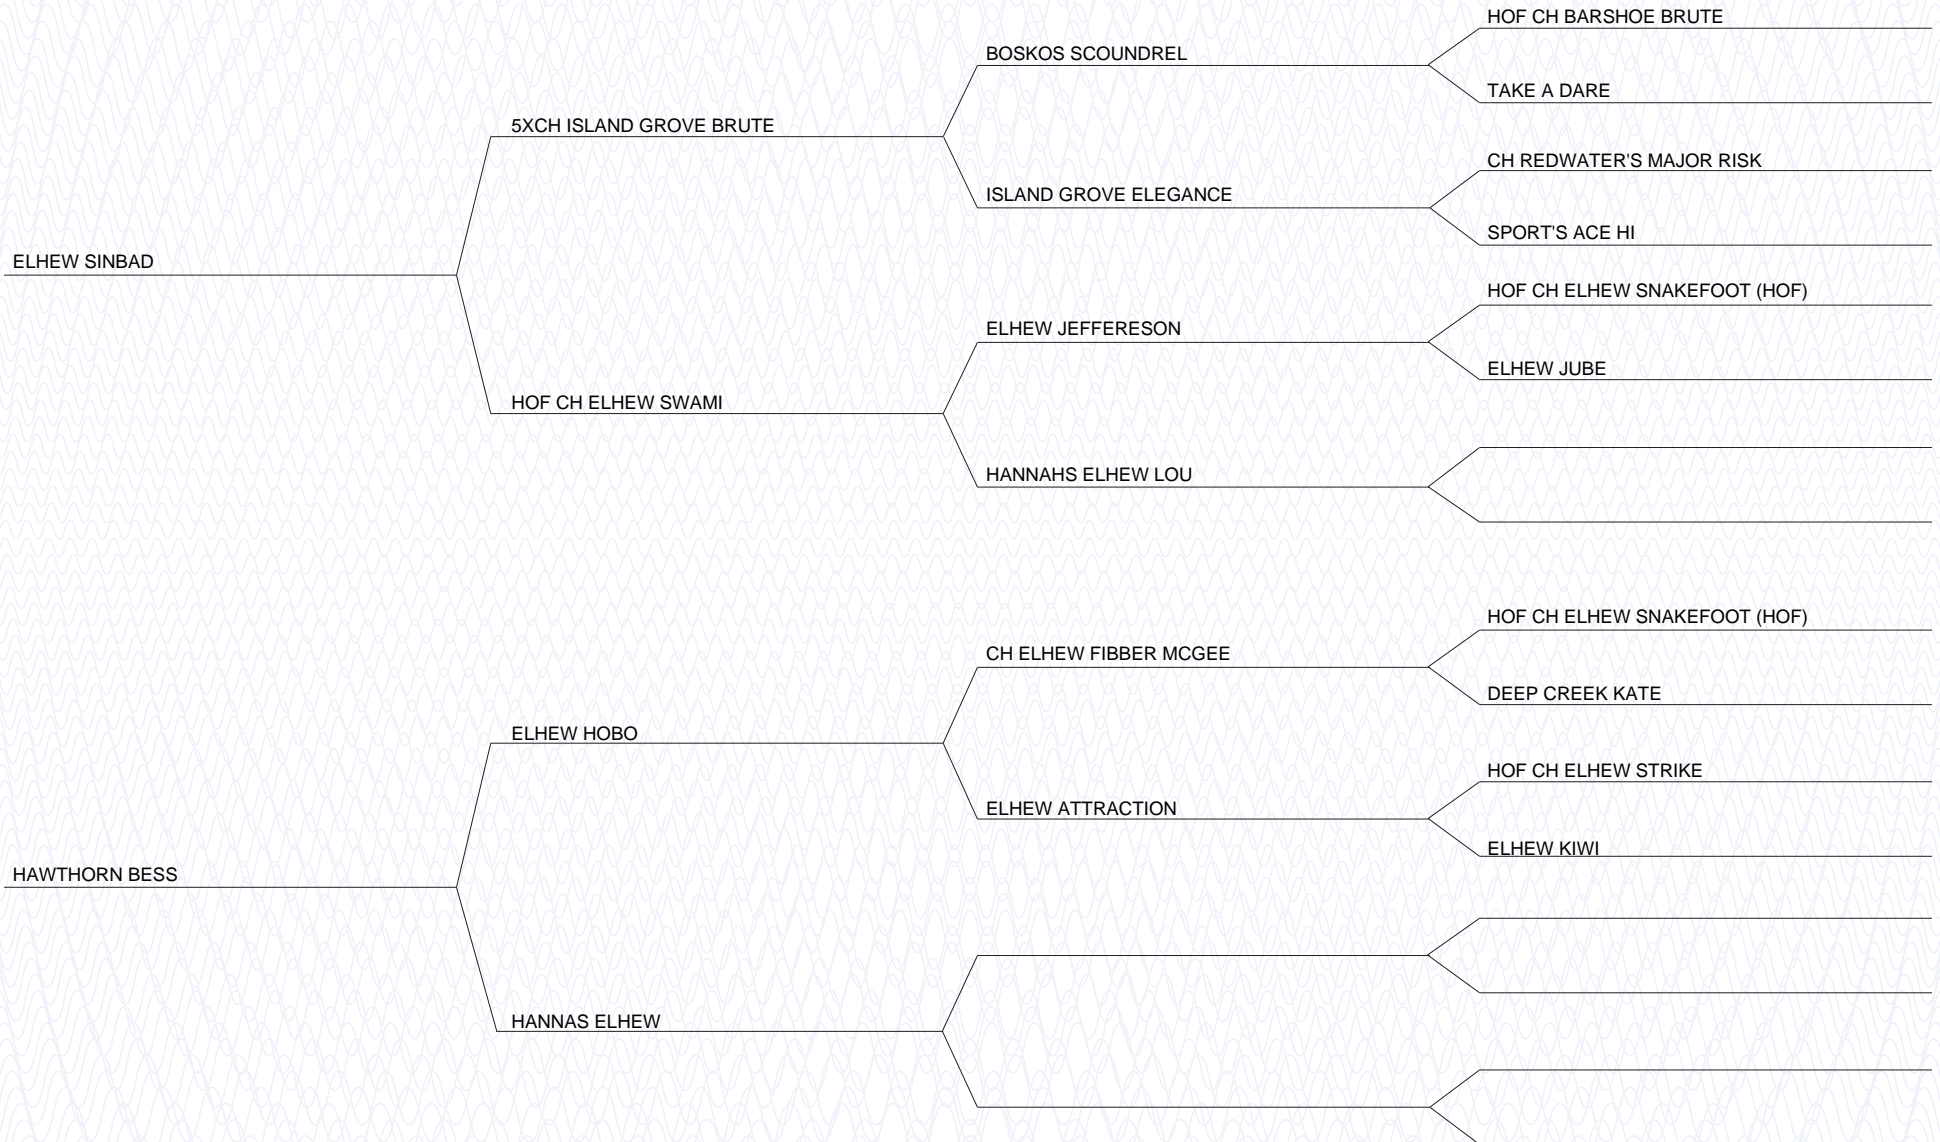 HOF CH BARSHOE BRUTE
BOSKOS SCOUNDREL
TAKE A DARE
5XCH ISLAND GROVE BRUTE
CH REDWATER'S MAJOR RISK
ISLAND GROVE ELEGANCE
SPORT'S ACE HI
ELHEW SINBAD
HOF CH ELHEW SNAKEFOOT (HOF)
ELHEW JEFFERESON
ELHEW JUBE
HOF CH ELHEW SWAMI
HANNAHS ELHEW LOU
HOF CH ELHEW SNAKEFOOT (HOF)
CH ELHEW FIBBER MCGEE
DEEP CREEK KATE
ELHEW HOBO
HOF CH ELHEW STRIKE
ELHEW ATTRACTION
ELHEW KIWI
HAWTHORN BESS
HANNAS ELHEW